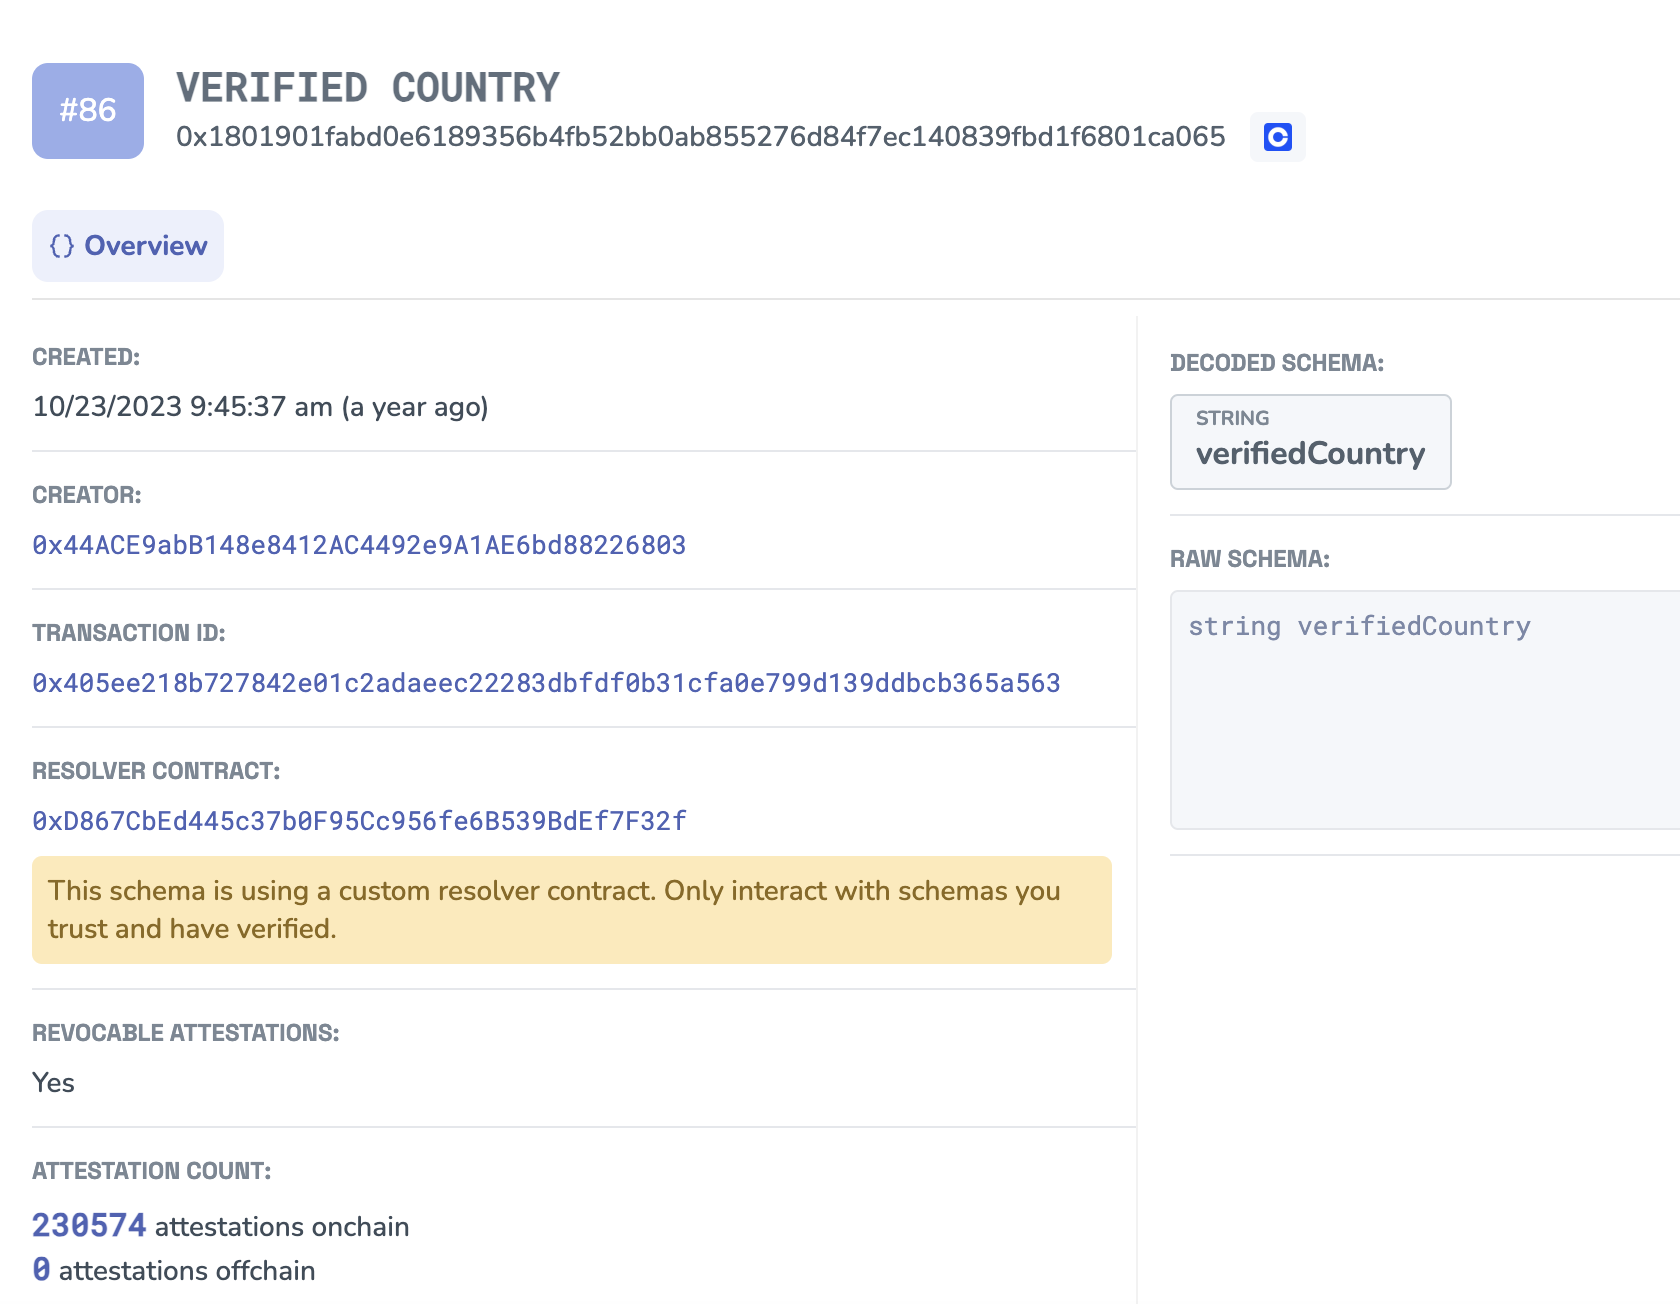 #86
VERIFIED COUNTRY
0x1801901fabd0e6189356b4fb52bb0ab855276d84f7ec140839fbd1f6801ca065
{} Overview
CREATED:
10/23/2023 9:45:37 am (a year ago)
CREATOR:
0x44ACE9abB148e8412AC4492e9A1AE6bd88226803
TRANSACTION ID:
0x405ee218b727842e01c2adaeec22283dbfdf0b31cfa0e799d139ddbcb365a563
RESOLVER CONTRACT:
0xD867CbEd445c37b0F95Cc956fe6B539BdEf7F32f
This schema is using a custom resolver contract. Only interact with schemas you
trust and have verified.
REVOCABLE ATTESTATIONS:
Yes
ATTESTATION COUNT:
230574 attestations onchain
0 attestations offchain
DECODED SCHEMA:
STRING
verifiedCountry
RAW SCHEMA:
string verifiedCountry